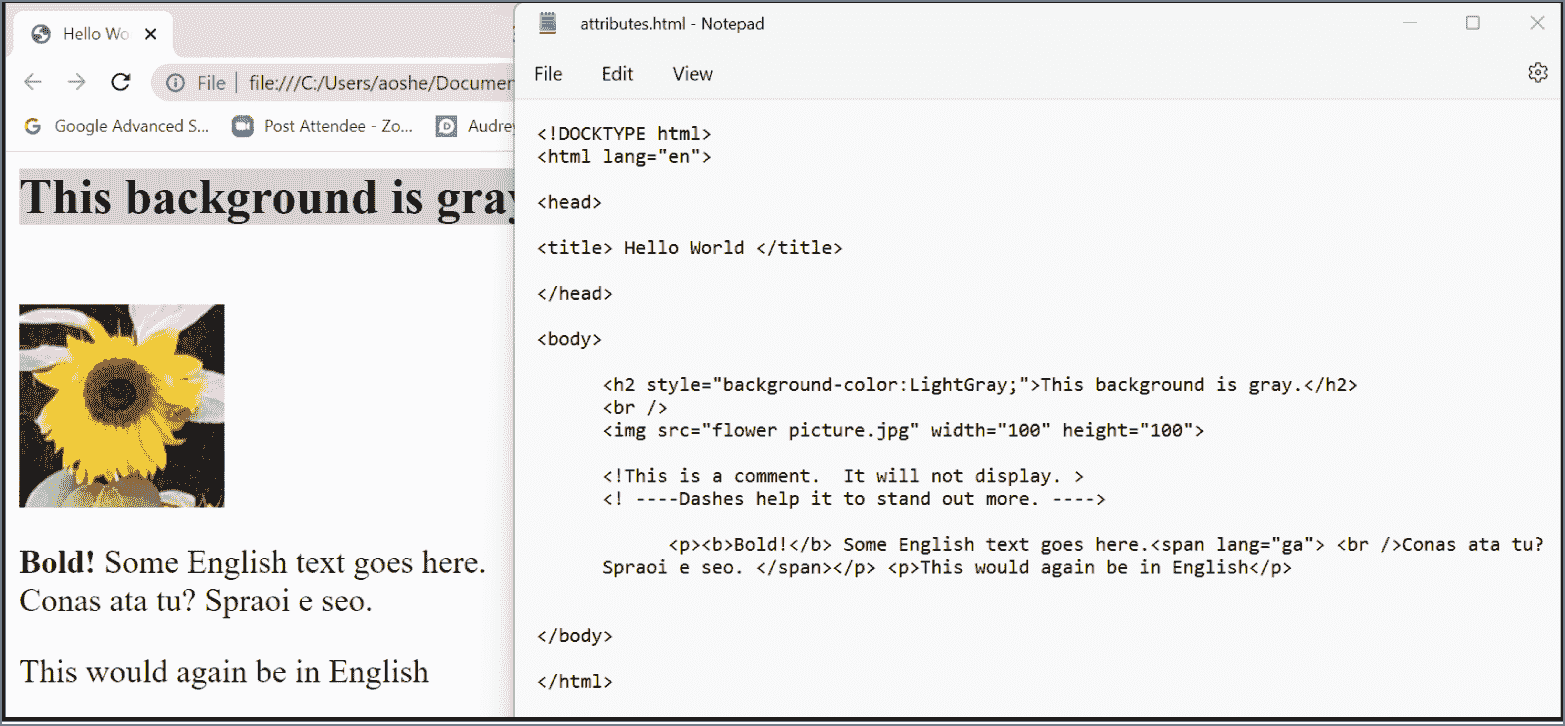 Hello Wo
File | file:///C:/Users/aoshe/Documen
Google Advanced S... Post Attendee - Zo... Audrey
This background is gray
Bold! Some English text goes here.
Conas ata tu? Spraoi e seo.
This would again be in English
attributes.html - Notepad
File Edit View
<!DOCKTYPE html>
<html lang="en">
<head>
<title> Hello World </title>
</head>
<body>
<h2 style="background-color:LightGray;">This background is gray.</h2>
<br />
<img src="flower picture.jpg" width="100" height="100">
<!This is a comment.  It will not display. >
<! ----Dashes help it to stand out more. ---->
<p><b>Bold!</b> Some English text goes here.<span lang="ga"> <br />Conas ata tu?
Spraoi e seo. </span></p> <p>This would again be in English</p>
</body>
</html>